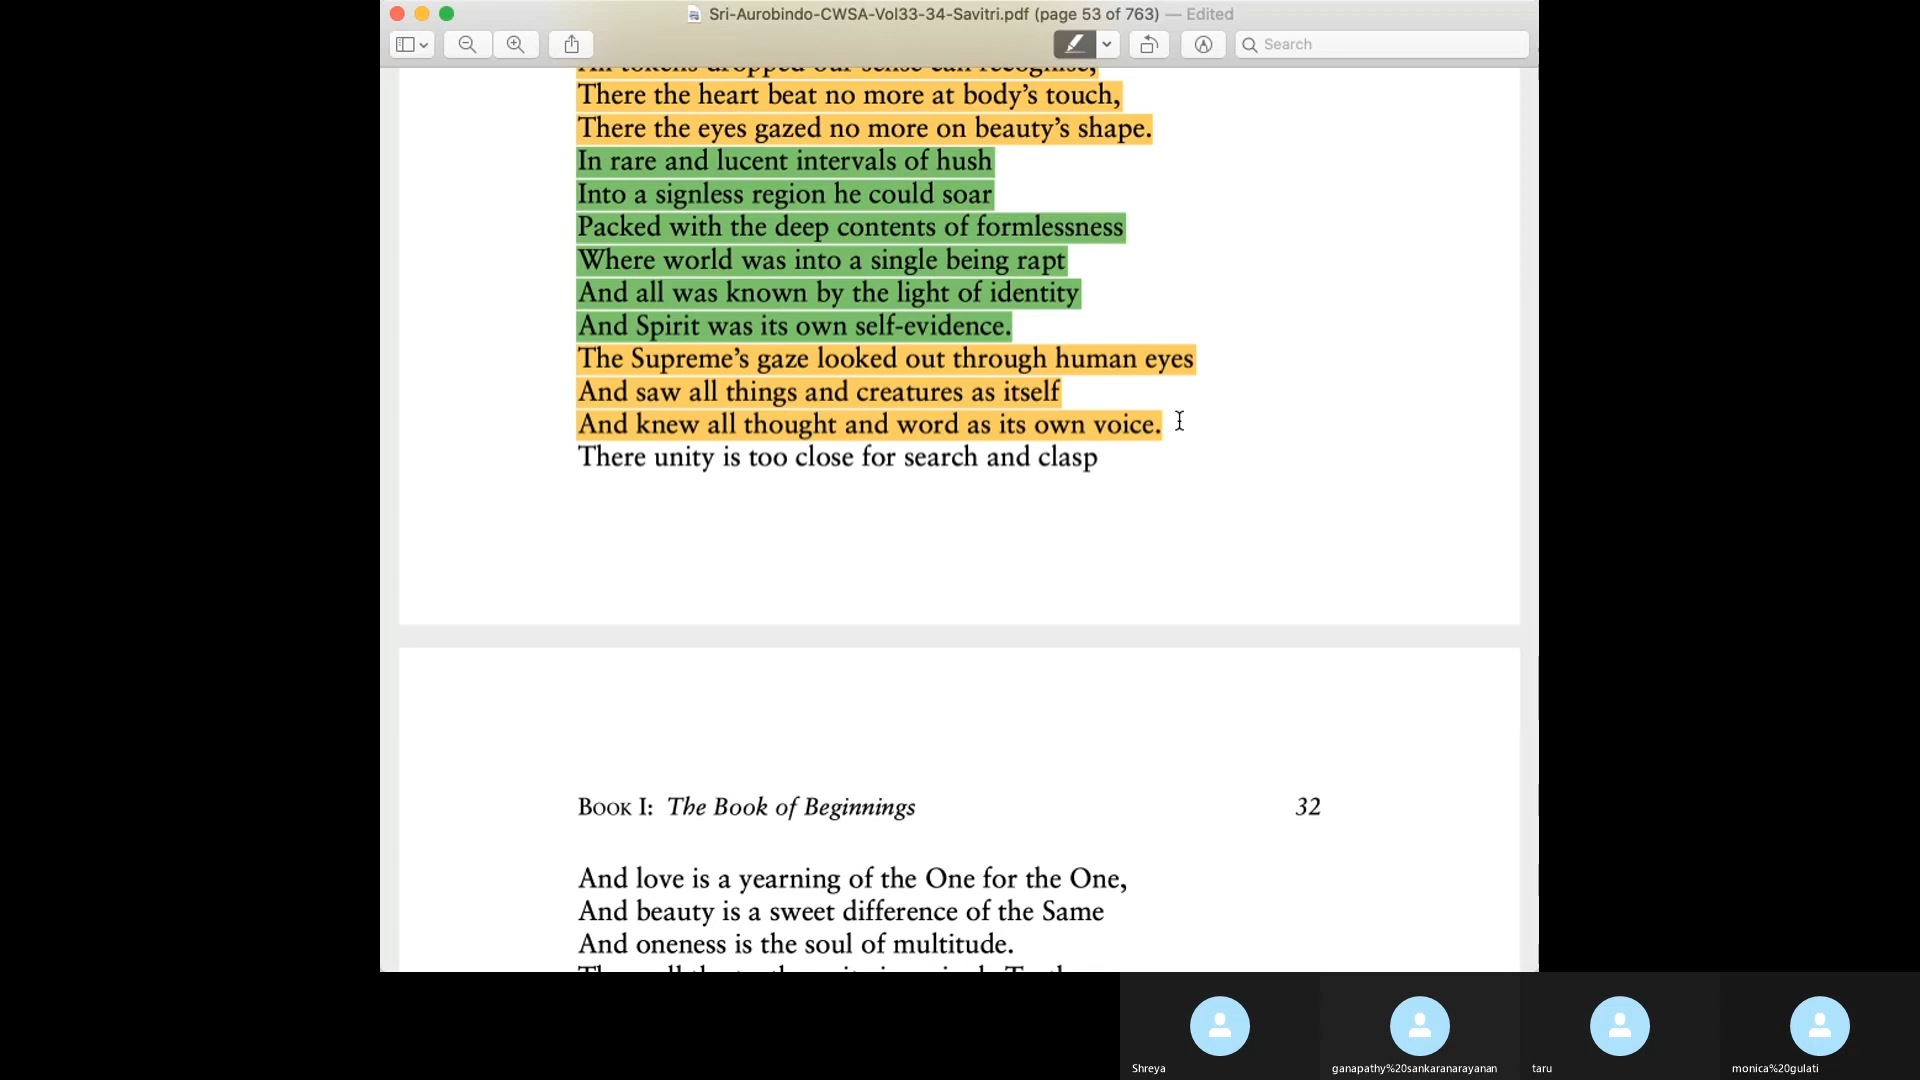 Sri-Aurobindo-CWSA-Vol33-34-Savitri.pdf (page 53 of 763) — Edited
Search
All tokens dropped our sense can recognise,
There the heart beat no more at body's touch,
There the eyes gazed no more on beauty's shape.
In rare and lucent intervals of hush
Into a signless region he could soar
Packed with the deep contents of formlessness
Where world was into a single being rapt
And all was known by the light of identity
And Spirit was its own self-evidence.
The Supreme's gaze looked out through human eyes
And saw all things and creatures as itself
And knew all thought and word as its own voice.
There unity is too close for search and clasp
BOOK I: The Book of Beginnings 32
And love is a yearning of the One for the One,
And beauty is a sweet difference of the Same
And oneness is the soul of multitude.
Shreya
ganapathy%20sankaranarayanan
taru
monica%20gulati